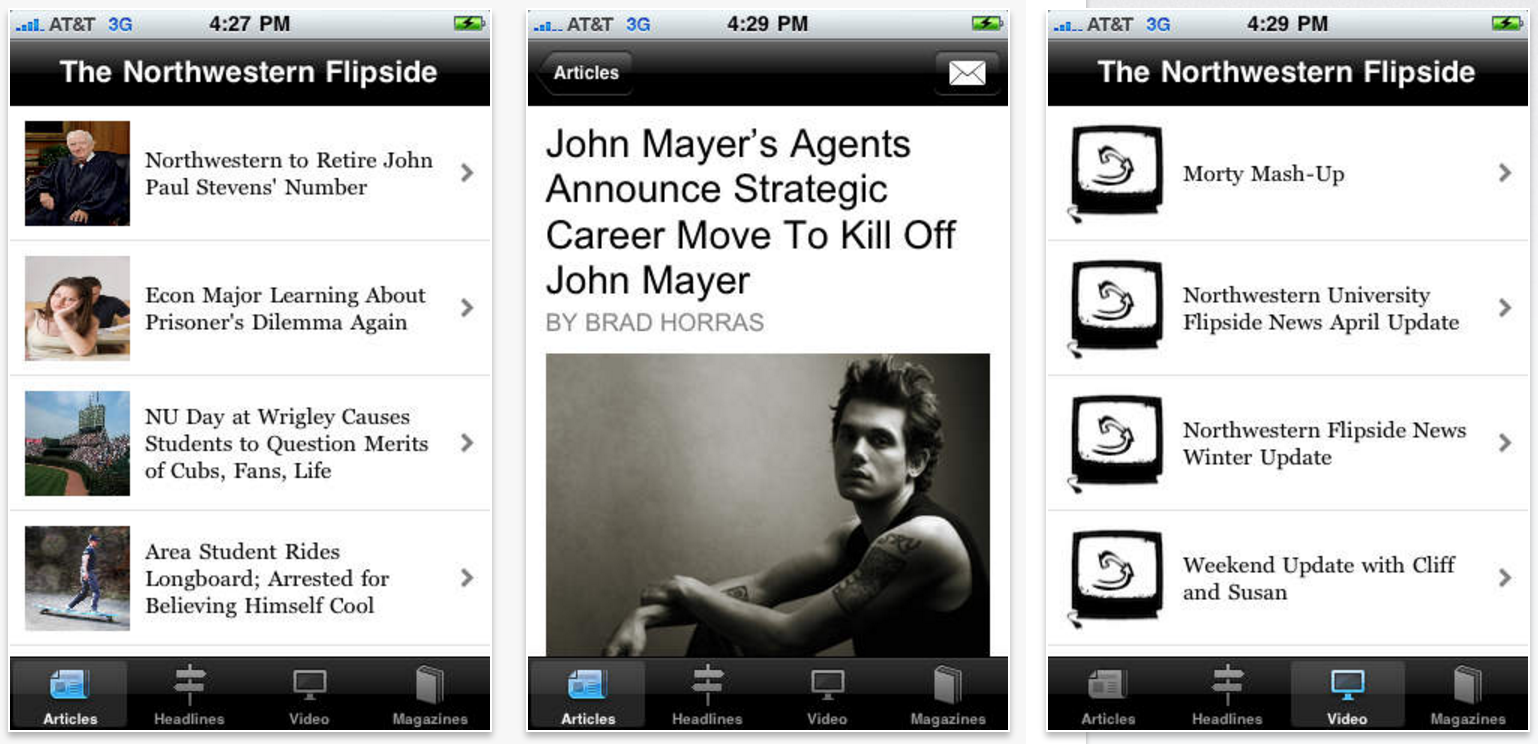 AT&T 3G 4:27 PM
The Northwestern Flipside
Northwestern to Retire John
Paul Stevens' Number
Econ Major Learning About
Prisoner's Dilemma Again
NU Day at Wrigley Causes
Students to Question Merits
of Cubs, Fans, Life
Area Student Rides
Longboard; Arrested for
Believing Himself Cool
Articles Headlines Video Magazines
AT&T 3G 4:29 PM
Articles
John Mayer’s Agents
Announce Strategic
Career Move To Kill Off
John Mayer
BY BRAD HORRAS
SRV
Articles Headlines Video Magazines
AT&T 3G 4:29 PM
The Northwestern Flipside
Morty Mash-Up
Northwestern University
Flipside News April Update
Northwestern Flipside News
Winter Update
Weekend Update with Cliff
and Susan
Articles Headlines Video Magazines